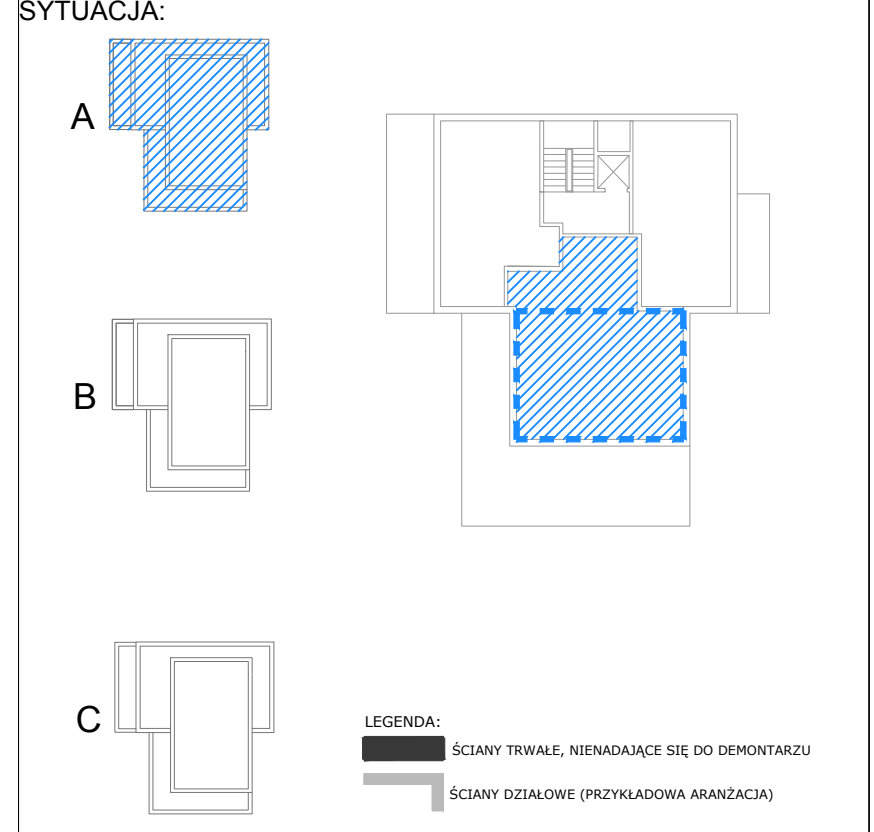 SYTUACJA:
A
B
C
LEGENDA:
ŚCIANY TRWAŁE, NIENADAJĄCE SIĘ DO DEMONTARZU
ŚCIANY DZIAŁOWE (PRZYKŁADOWA ARANŻACJA)